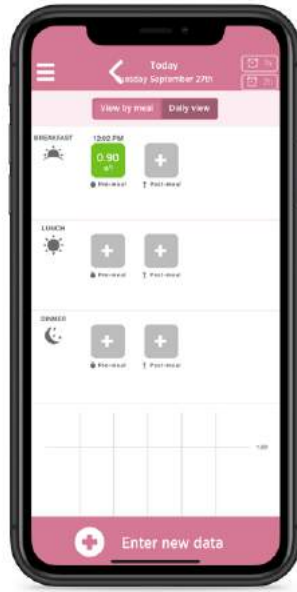 Today
Tuesday September 27th
View by meal
Daily view
BREAKFAST
12:02 PM
0.90
g/l
Pre-meal
Post-meal
LUNCH
Pre-meal
Post-meal
DINNER
Pre-meal
Post-meal
Enter new data